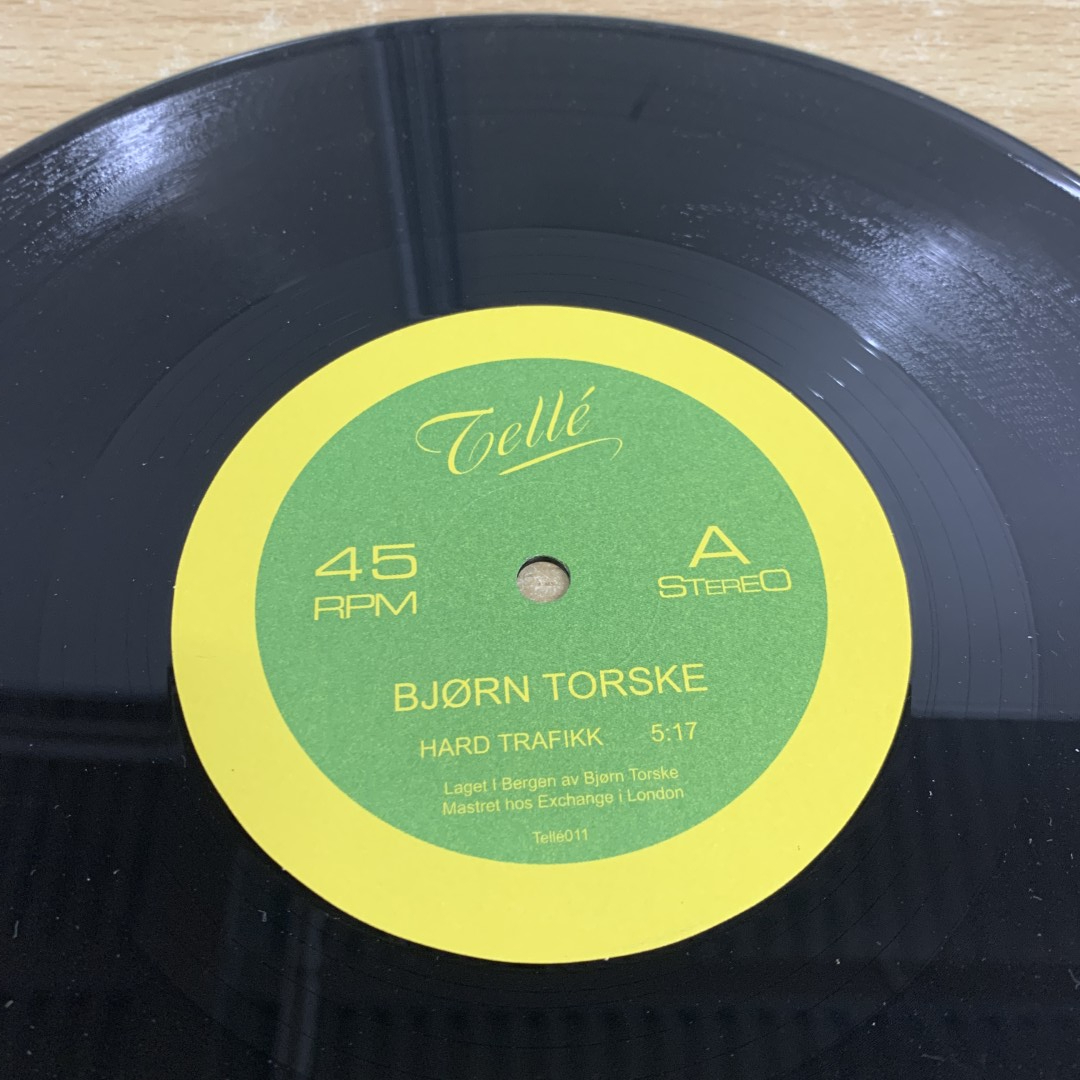 Tellé
45
RPM
A
STEREO
BJØRN TORSKE
HARD TRAFIKK 5:17
Laget I Bergen av Bjørn Torske
Mastret hos Exchange i London
Tellé011